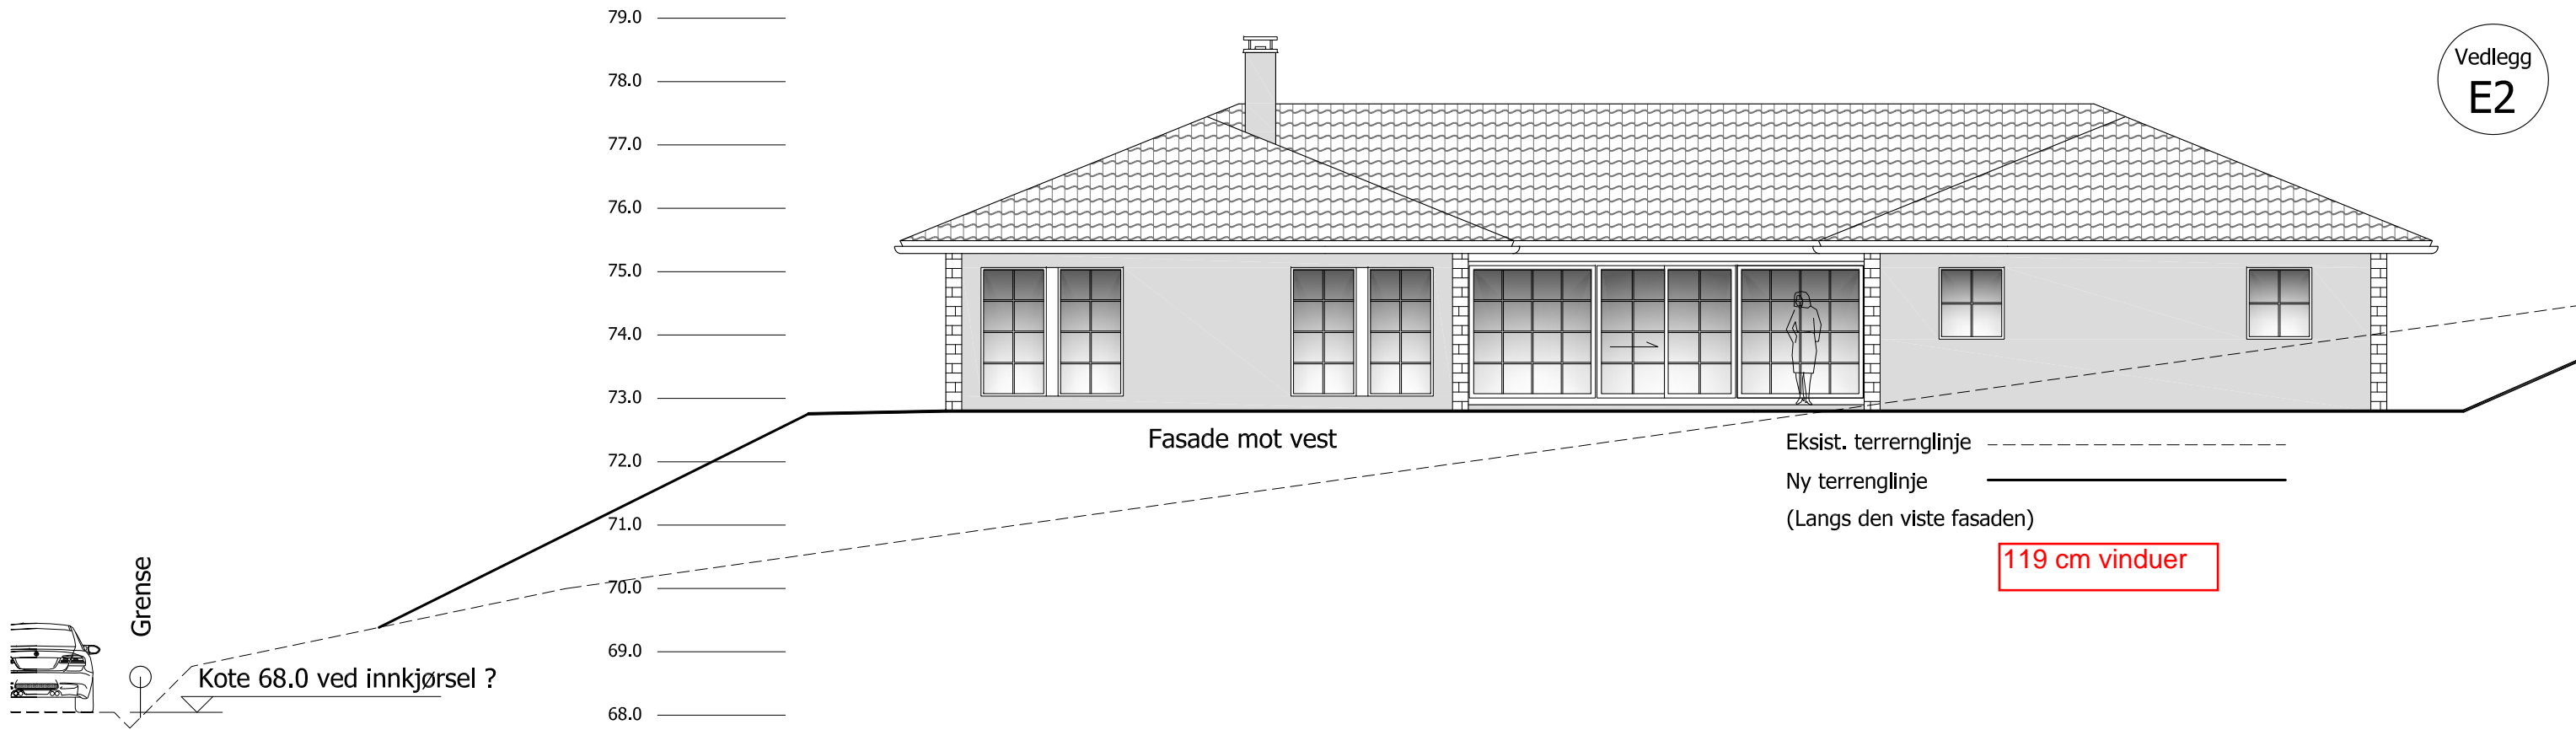 79.0
78.0
77.0
76.0
75.0
74.0
73.0
72.0
71.0
70.0
69.0
68.0
Vedlegg
E2
Fasade mot vest
Eksist. terrernglinje
Ny terrenglinje
(Langs den viste fasaden)
119 cm vinduer
Grense
Kote 68.0 ved innkjørsel ?